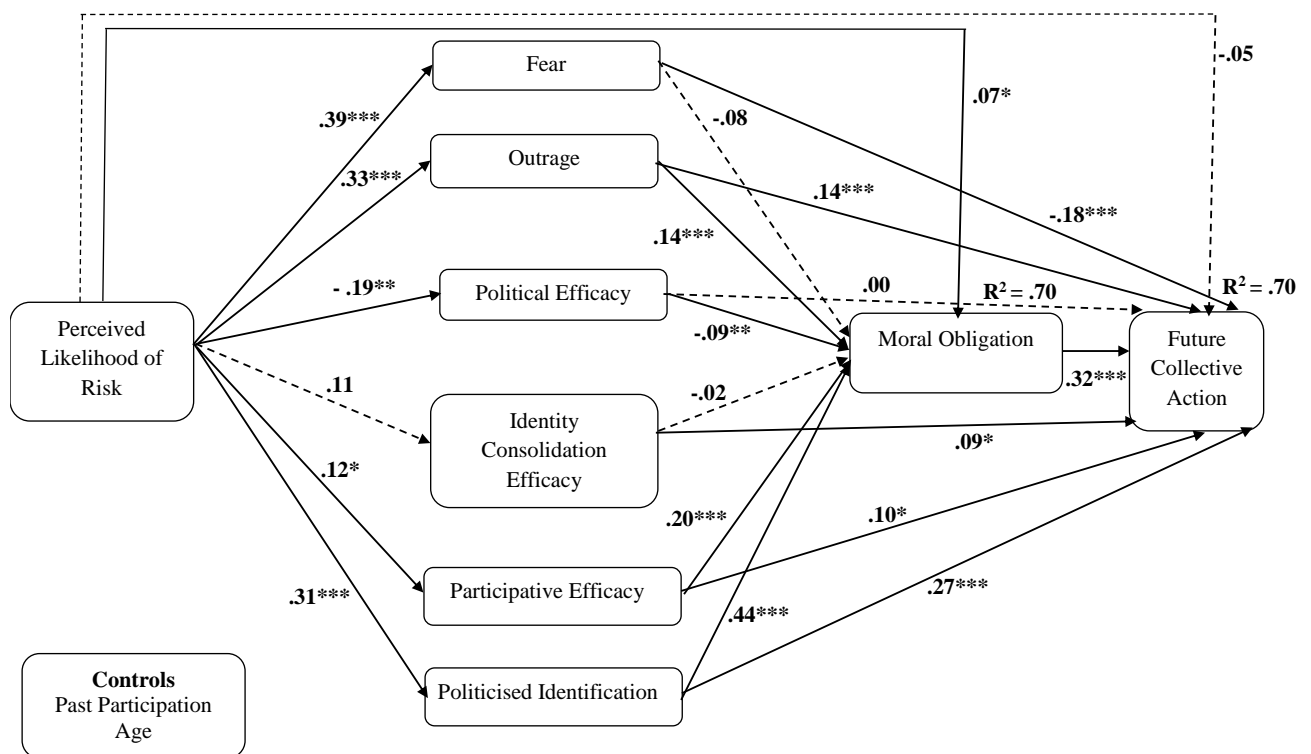 -.05
Fear
.07*
-.08
.39***
Outrage
.33***
.14***
-.18***
.14***
Political Efficacy
- .19**
.00
R² = .70
R² = .70
Perceived
Likelihood of
Risk
-.09**
Moral Obligation
Future
Collective
Action
.32***
.11
-.02
Identity
Consolidation
Efficacy
.09*
.12*
.20***
.10*
Participative Efficacy
.31***
.44***
.27***
Politicised Identification
Controls
Past Participation
Age